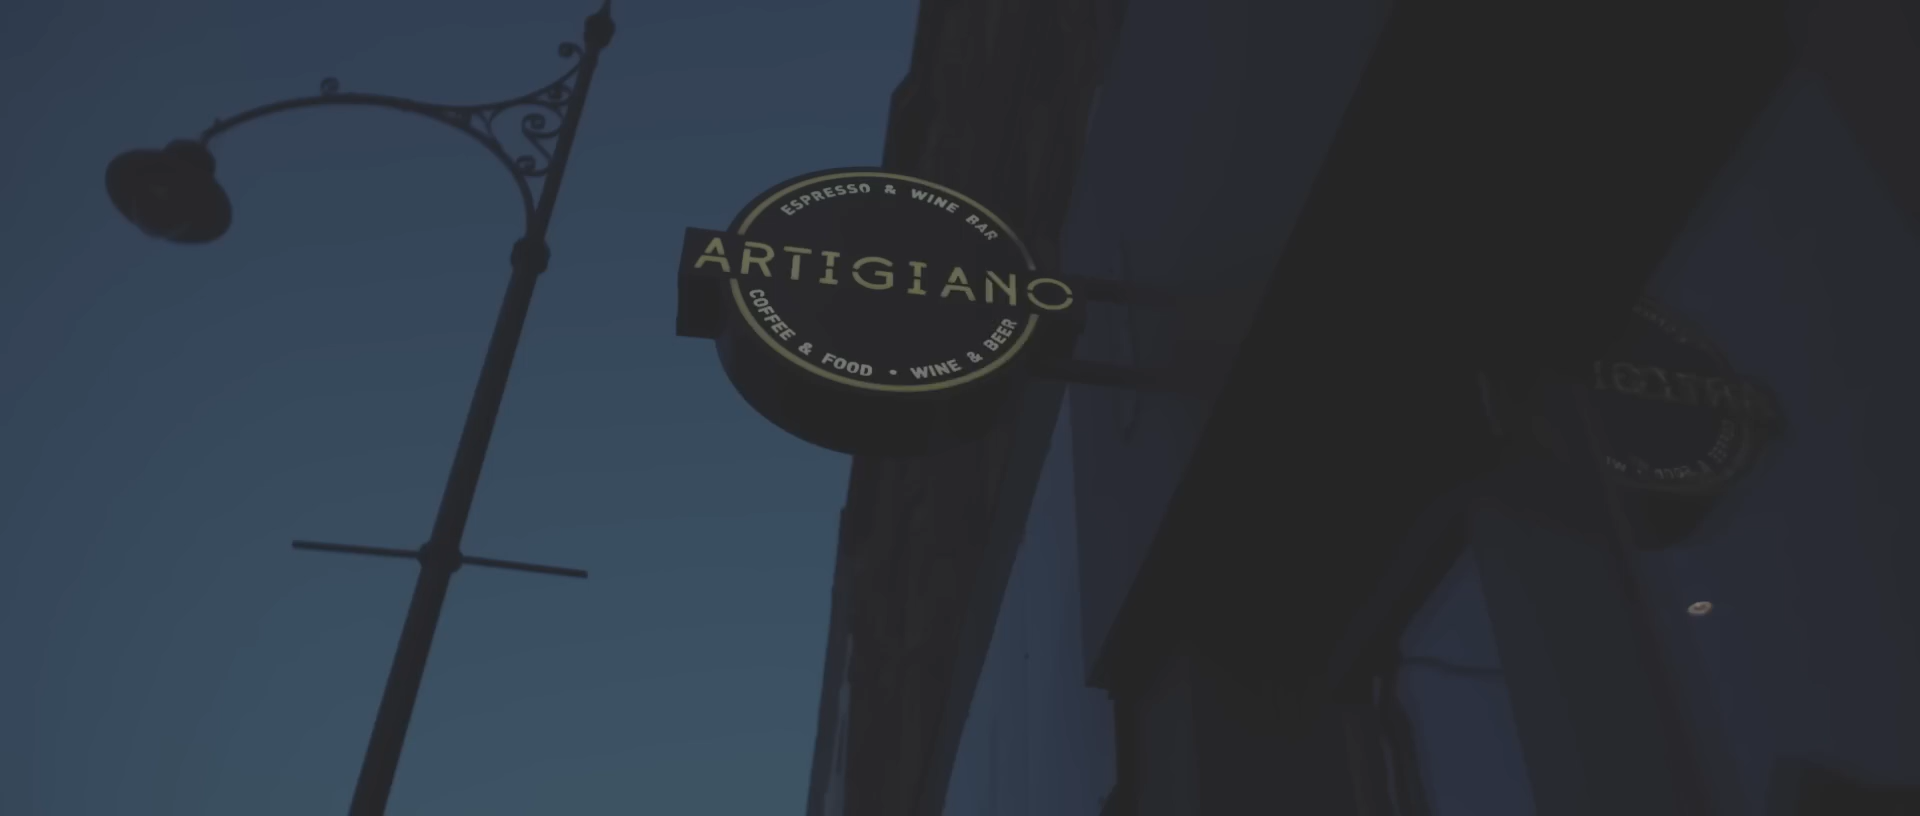 ESPRESSO & WINE BAR
ARTIGIANO
COFFEE & FOOD • WINE & BEER